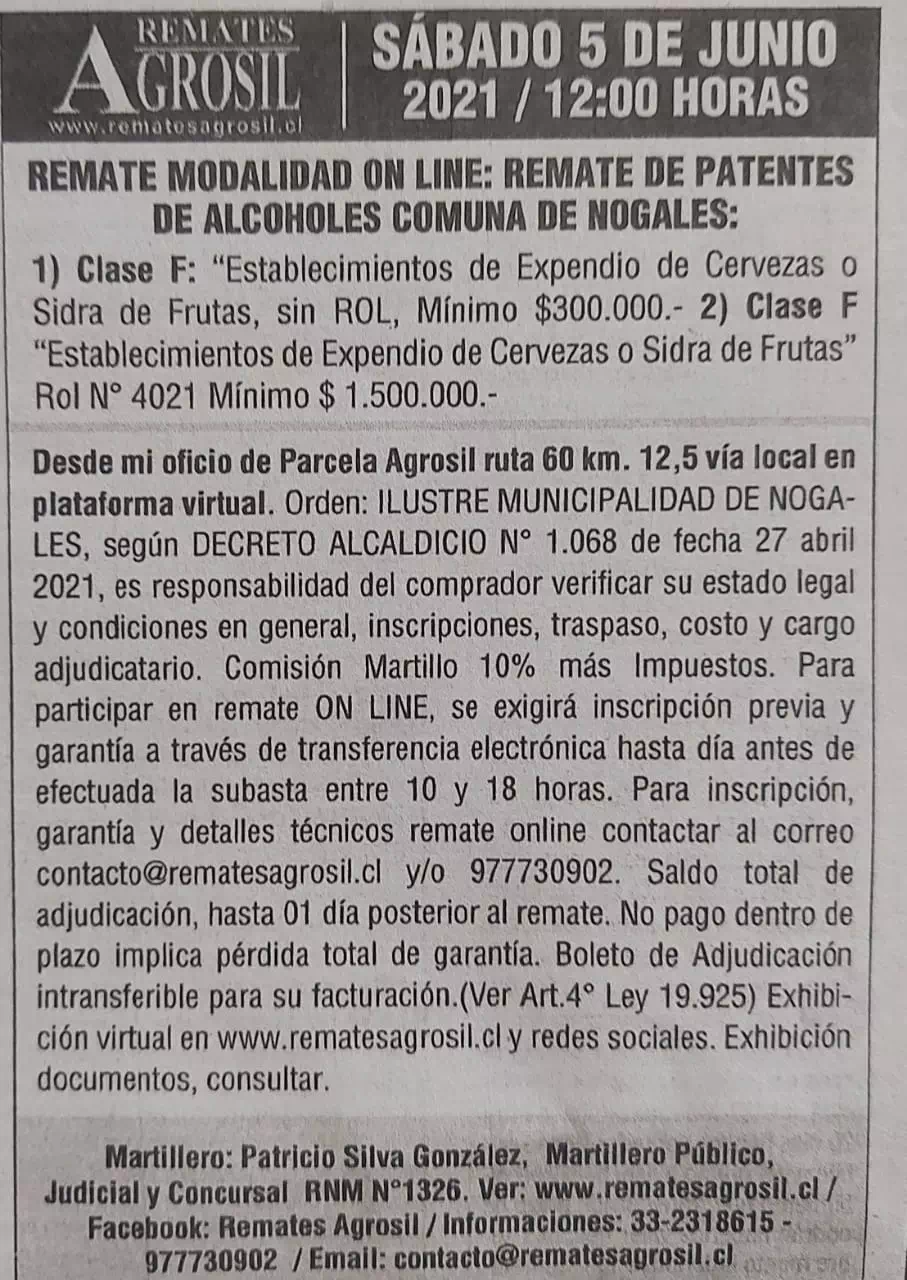 REMATES
AGROSIL
www.rematesagrosil.cl
SÁBADO 5 DE JUNIO
2021 / 12:00 HORAS
REMATE MODALIDAD ON LINE: REMATE DE PATENTES
DE ALCOHOLES COMUNA DE NOGALES:
1) Clase F: “Establecimientos de Expendio de Cervezas o
Sidra de Frutas, sin ROL, Mínimo $300.000.- 2) Clase F
“Establecimientos de Expendio de Cervezas o Sidra de Frutas”
Rol N° 4021 Mínimo $ 1.500.000.-
Desde mi oficio de Parcela Agrosil ruta 60 km. 12,5 vía local en
plataforma virtual. Orden: ILUSTRE MUNICIPALIDAD DE NOGA-
LES, según DECRETO ALCALDICIO N° 1.068 de fecha 27 abril
2021, es responsabilidad del comprador verificar su estado legal
y condiciones en general, inscripciones, traspaso, costo y cargo
adjudicatario. Comisión Martillo 10% más Impuestos. Para
participar en remate ON LINE, se exigirá inscripción previa y
garantía a través de transferencia electrónica hasta día antes de
efectuada la subasta entre 10 y 18 horas. Para inscripción,
garantía y detalles técnicos remate online contactar al correo
contacto@rematesagrosil.cl y/o 977730902. Saldo total de
adjudicación, hasta 01 día posterior al remate. No pago dentro de
plazo implica pérdida total de garantía. Boleto de Adjudicación
intransferible para su facturación.(Ver Art.4° Ley 19.925) Exhibi-
ción virtual en www.rematesagrosil.cl y redes sociales. Exhibición
documentos, consultar.
Martillero: Patricio Silva González, Martillero Público,
Judicial y Concursal RNM N°1326. Ver: www.rematesagrosil.cl /
Facebook: Remates Agrosil / Informaciones: 33-2318615 -
977730902 / Email: contacto@rematesagrosil.cl